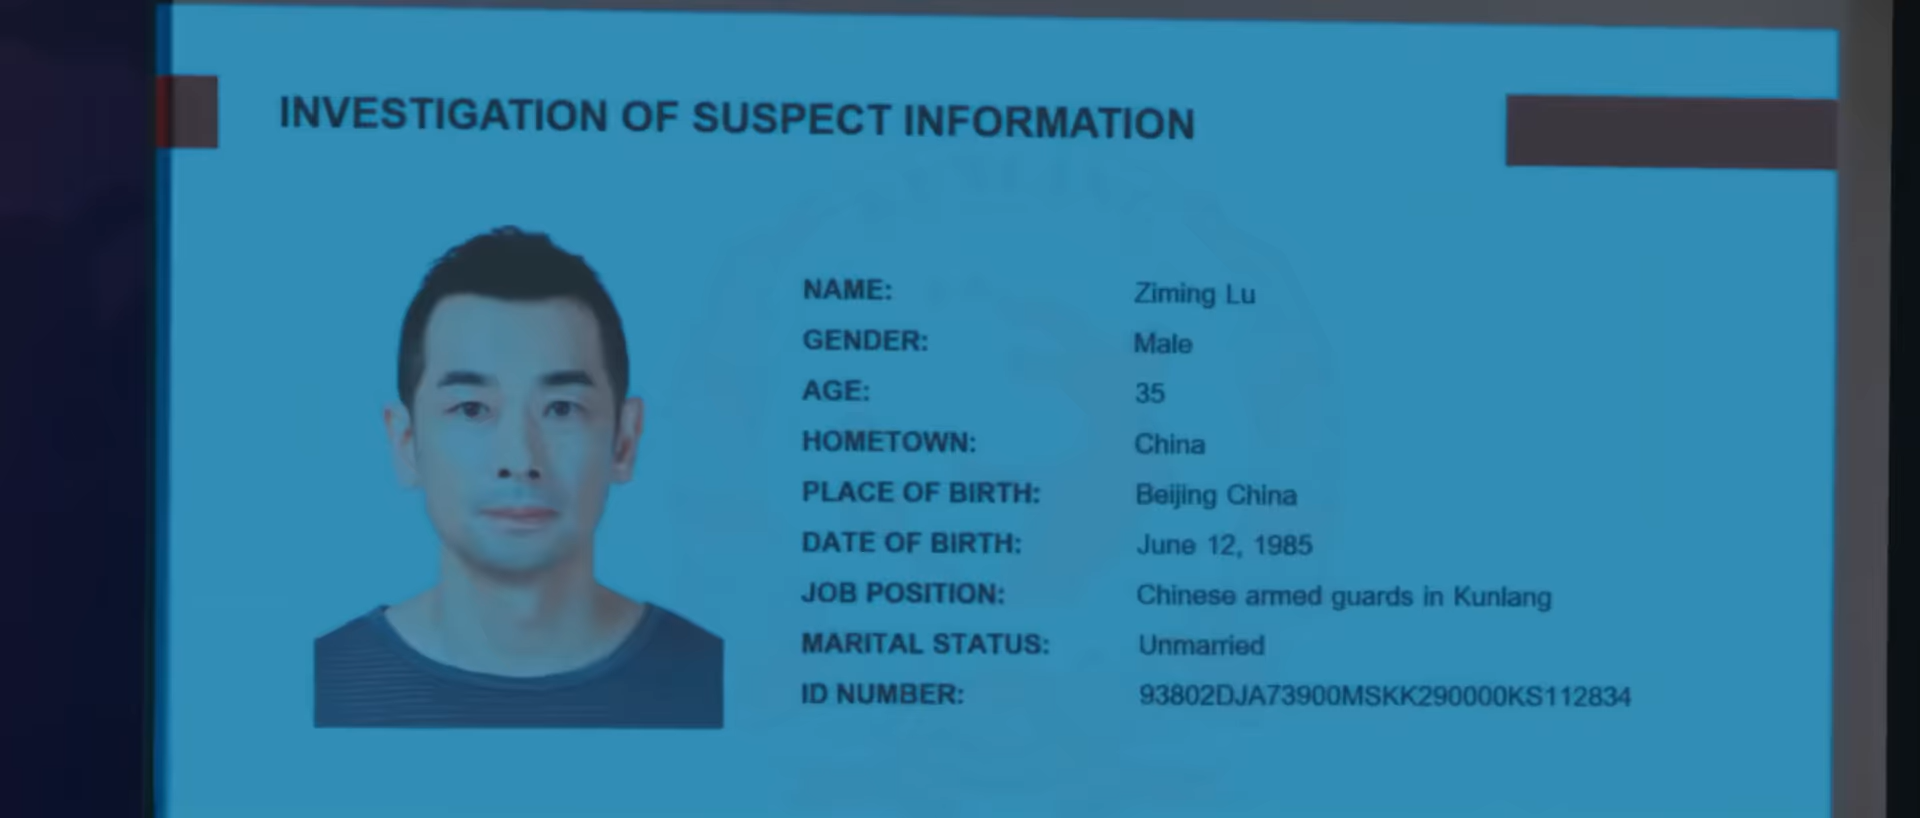 INVESTIGATION OF SUSPECT INFORMATION
NAME: Ziming Lu
GENDER: Male
AGE: 35
HOMETOWN: China
PLACE OF BIRTH: Beijing China
DATE OF BIRTH: June 12, 1985
JOB POSITION: Chinese armed guards in Kunlang
MARITAL STATUS: Unmarried
ID NUMBER: 93802DJA73900MSKK290000KS112834